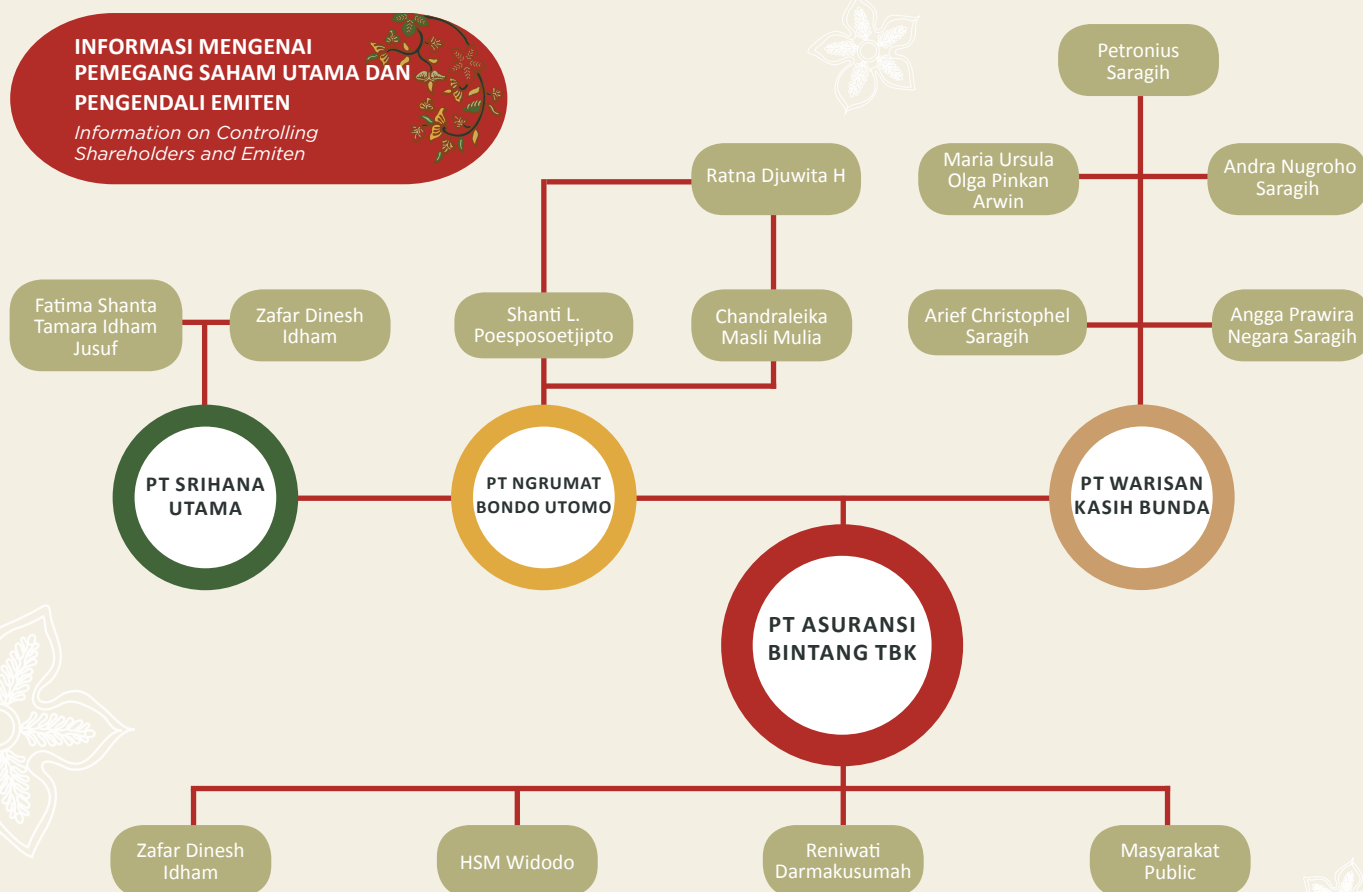 INFORMASI MENGENAI
PEMEGANG SAHAM UTAMA DAN
PENGENDALI EMITEN
Information on Controlling
Shareholders and Emiten
Petronius
Saragih
Maria Ursula
Olga Pinkan
Arwin
Andra Nugroho
Saragih
Ratna Djuwita H
Fatima Shanta
Tamara Idham
Jusuf
Zafar Dinesh
Idham
Shanti L.
Poesposoetjipto
Chandraleika
Masli Mulia
Arief Christophel
Saragih
Angga Prawira
Negara Saragih
PT SRIHANA
UTAMA
PT NGRUMAT
BONDO UTOMO
PT WARISAN
KASIH BUNDA
PT ASURANSI
BINTANG TBK
Zafar Dinesh
Idham
HSM Widodo
Reniwati
Darmakusumah
Masyarakat
Public